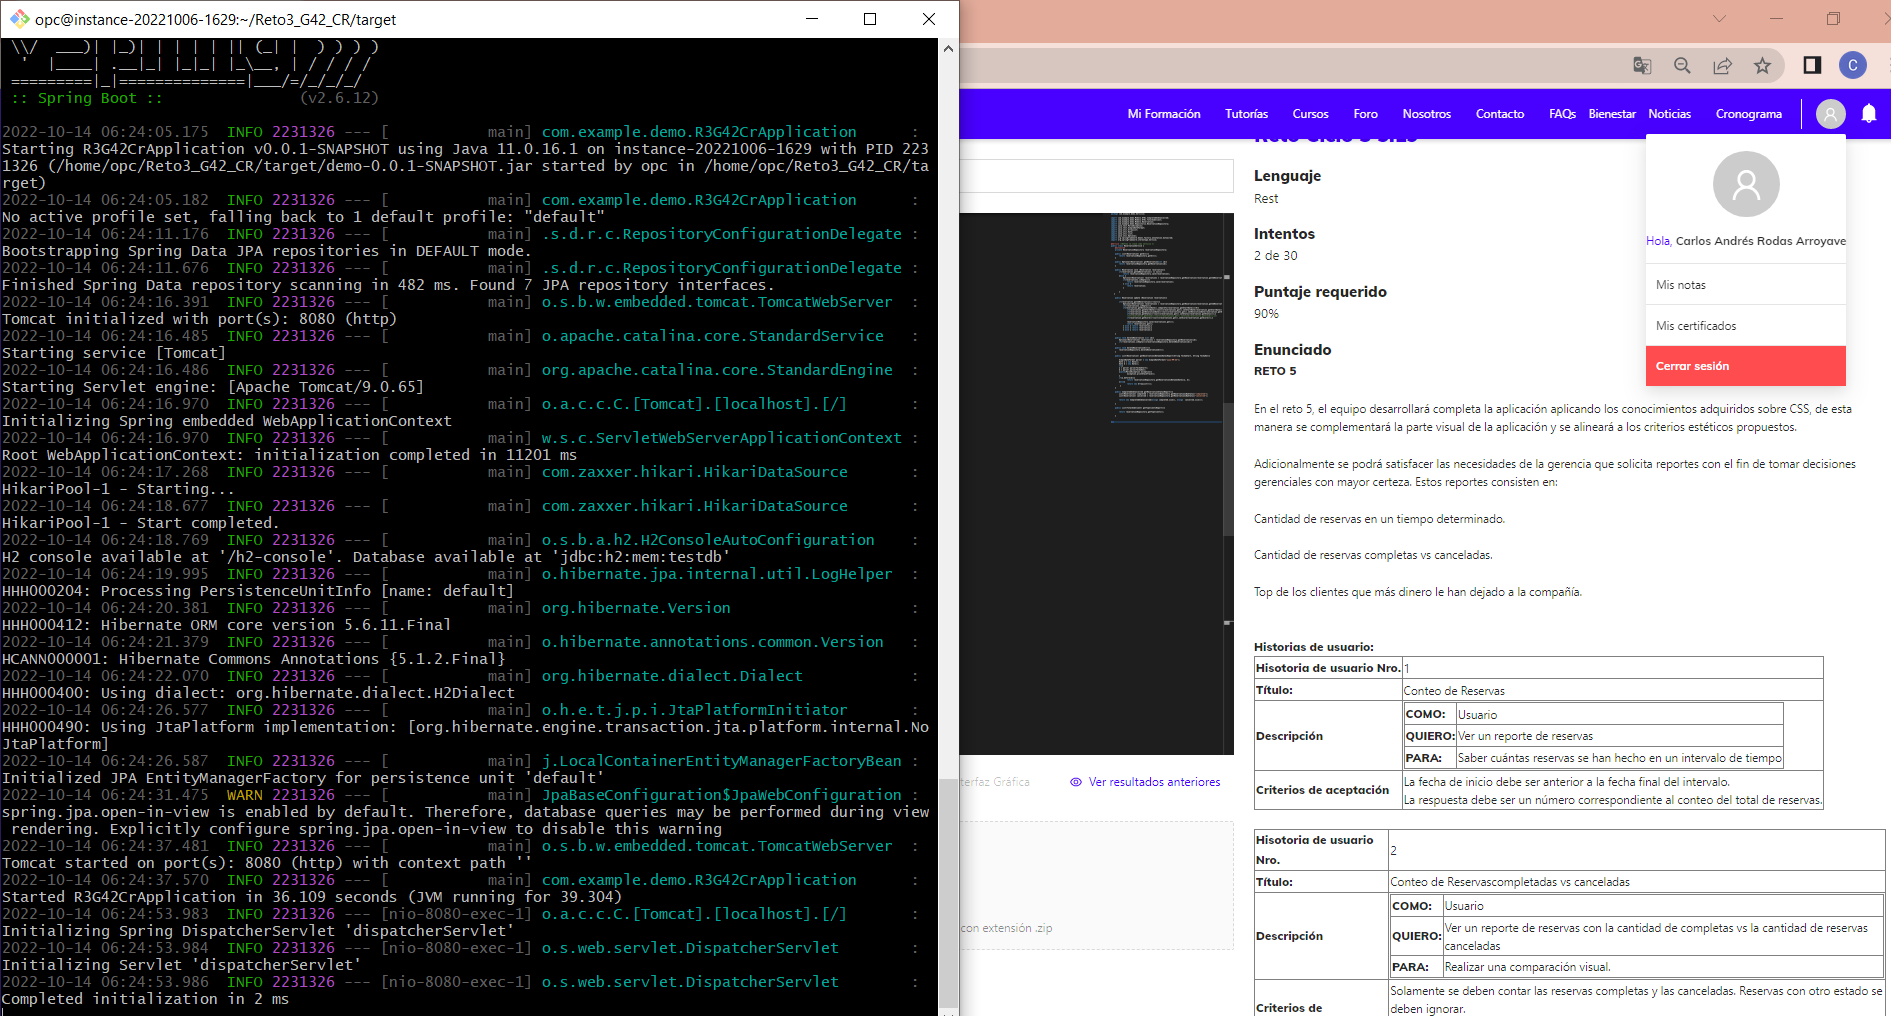 opc@instance-20221006-1629:~/Reto3_G42_CR/target
:: Spring Boot ::                (v2.6.12)
2022-10-14 06:24:05.175  INFO 2231326 --- [           main] com.example.demo.R3G42CrApplication      :
Starting R3G42CrApplication v0.0.1-SNAPSHOT using Java 11.0.16.1 on instance-20221006-1629 with PID 223
1326 (/home/opc/Reto3_G42_CR/target/demo-0.0.1-SNAPSHOT.jar started by opc in /home/opc/Reto3_G42_CR/ta
rget)
2022-10-14 06:24:05.182  INFO 2231326 --- [           main] com.example.demo.R3G42CrApplication      :
No active profile set, falling back to 1 default profile: "default"
2022-10-14 06:24:11.176  INFO 2231326 --- [           main] .s.d.r.c.RepositoryConfigurationDelegate :
Bootstrapping Spring Data JPA repositories in DEFAULT mode.
2022-10-14 06:24:11.676  INFO 2231326 --- [           main] .s.d.r.c.RepositoryConfigurationDelegate :
Finished Spring Data repository scanning in 482 ms. Found 7 JPA repository interfaces.
2022-10-14 06:24:16.391  INFO 2231326 --- [           main] o.s.b.w.embedded.tomcat.TomcatWebServer  :
Tomcat initialized with port(s): 8080 (http)
2022-10-14 06:24:16.485  INFO 2231326 --- [           main] o.apache.catalina.core.StandardService   :
Starting service [Tomcat]
2022-10-14 06:24:16.486  INFO 2231326 --- [           main] org.apache.catalina.core.StandardEngine  :
Starting Servlet engine: [Apache Tomcat/9.0.65]
2022-10-14 06:24:16.970  INFO 2231326 --- [           main] o.a.c.c.C.[Tomcat].[localhost].[/]       :
Initializing Spring embedded WebApplicationContext
2022-10-14 06:24:16.970  INFO 2231326 --- [           main] w.s.c.ServletWebServerApplicationContext :
Root WebApplicationContext: initialization completed in 11201 ms
2022-10-14 06:24:17.268  INFO 2231326 --- [           main] com.zaxxer.hikari.HikariDataSource       :
HikariPool-1 - Starting...
2022-10-14 06:24:18.677  INFO 2231326 --- [           main] com.zaxxer.hikari.HikariDataSource       :
HikariPool-1 - Start completed.
2022-10-14 06:24:18.769  INFO 2231326 --- [           main] o.s.b.a.h2.H2ConsoleAutoConfiguration    :
H2 console available at '/h2-console'. Database available at 'jdbc:h2:mem:testdb'
2022-10-14 06:24:19.995  INFO 2231326 --- [           main] o.hibernate.jpa.internal.util.LogHelper  :
HHH000204: Processing PersistenceUnitInfo [name: default]
2022-10-14 06:24:20.381  INFO 2231326 --- [           main] org.hibernate.Version                    :
HHH000412: Hibernate ORM core version 5.6.11.Final
2022-10-14 06:24:21.379  INFO 2231326 --- [           main] o.hibernate.annotations.common.Version   :
HCANN000001: Hibernate Commons Annotations {5.1.2.Final}
2022-10-14 06:24:22.070  INFO 2231326 --- [           main] org.hibernate.dialect.Dialect            :
HHH000400: Using dialect: org.hibernate.dialect.H2Dialect
2022-10-14 06:24:26.577  INFO 2231326 --- [           main] o.h.e.t.j.p.i.JtaPlatformInitiator       :
HHH000490: Using JtaPlatform implementation: [org.hibernate.engine.transaction.jta.platform.internal.No
JtaPlatform]
2022-10-14 06:24:26.587  INFO 2231326 --- [           main] j.LocalContainerEntityManagerFactoryBean :
Initialized JPA EntityManagerFactory for persistence unit 'default'
2022-10-14 06:24:31.475  WARN 2231326 --- [           main] JpaBaseConfiguration$JpaWebConfiguration :
spring.jpa.open-in-view is enabled by default. Therefore, database queries may be performed during view
 rendering. Explicitly configure spring.jpa.open-in-view to disable this warning
2022-10-14 06:24:37.481  INFO 2231326 --- [           main] o.s.b.w.embedded.tomcat.TomcatWebServer  :
Tomcat started on port(s): 8080 (http) with context path ''
2022-10-14 06:24:37.570  INFO 2231326 --- [           main] com.example.demo.R3G42CrApplication      :
Started R3G42CrApplication in 36.109 seconds (JVM running for 39.304)
2022-10-14 06:24:53.983  INFO 2231326 --- [nio-8080-exec-1] o.a.c.c.C.[Tomcat].[localhost].[/]       :
Initializing Spring DispatcherServlet 'dispatcherServlet'
2022-10-14 06:24:53.984  INFO 2231326 --- [nio-8080-exec-1] o.s.web.servlet.DispatcherServlet        :
Initializing Servlet 'dispatcherServlet'
2022-10-14 06:24:53.986  INFO 2231326 --- [nio-8080-exec-1] o.s.web.servlet.DispatcherServlet        :
Completed initialization in 2 ms
C
Mi Formación Tutorías Cursos Foro Nosotros Contacto FAQs Bienestar Noticias Cronograma
Hola, Carlos Andrés Rodas Arroyave
Mis notas
Mis certificados
Cerrar sesión
Lenguaje
Rest
Intentos
2 de 30
Puntaje requerido
90%
Enunciado
RETO 5
En el reto 5, el equipo desarrollará completa la aplicación aplicando los conocimientos adquiridos sobre CSS, de esta
manera se complementará la parte visual de la aplicación y se alineará a los criterios estéticos propuestos.
Adicionalmente se podrá satisfacer las necesidades de la gerencia que solicita reportes con el fin de tomar decisiones
gerenciales con mayor certeza. Estos reportes consisten en:
Cantidad de reservas en un tiempo determinado.
Cantidad de reservas completas vs canceladas.
Top de los clientes que más dinero le han dejado a la compañía.
terfaz Gráfica
Ver resultados anteriores
con extensión .zip
Historias de usuario:
Hisotoria de usuario Nro. 1
Título: Conteo de Reservas
Descripción
COMO: Usuario
QUIERO: Ver un reporte de reservas
PARA: Saber cuántas reservas se han hecho en un intervalo de tiempo
Criterios de aceptación
La fecha de inicio debe ser anterior a la fecha final del intervalo.
La respuesta debe ser un número correspondiente al conteo del total de reservas.
Hisotoria de usuario
Nro.
2
Título: Conteo de Reservascompletadas vs canceladas
Descripción
COMO: Usuario
QUIERO: Ver un reporte de reservas con la cantidad de completas vs la cantidad de reservas
canceladas
PARA: Realizar una comparación visual.
Criterios de
Solamente se deben contar las reservas completas y las canceladas. Reservas con otro estado se
deben ignorar.